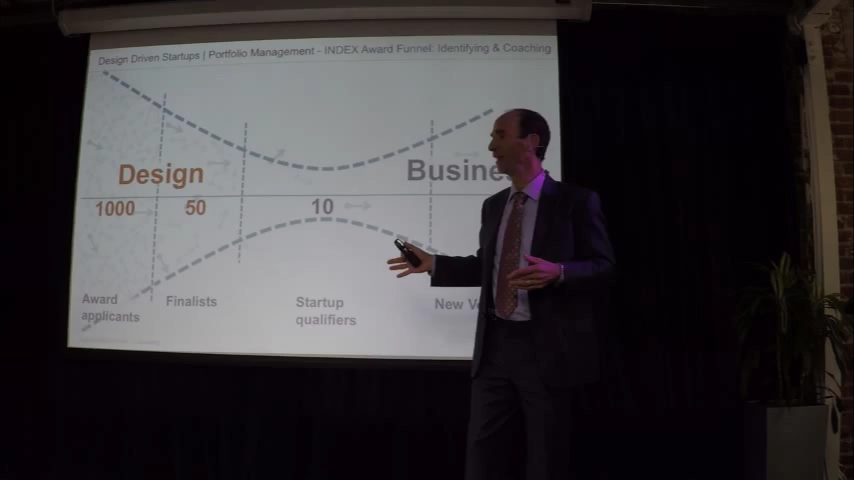 Design Driven Startups | Portfolio Management - INDEX Award Funnel: Identifying & Coaching
Design
Busine
1000
50
10
Award
applicants
Finalists
Startup
qualifiers
New V